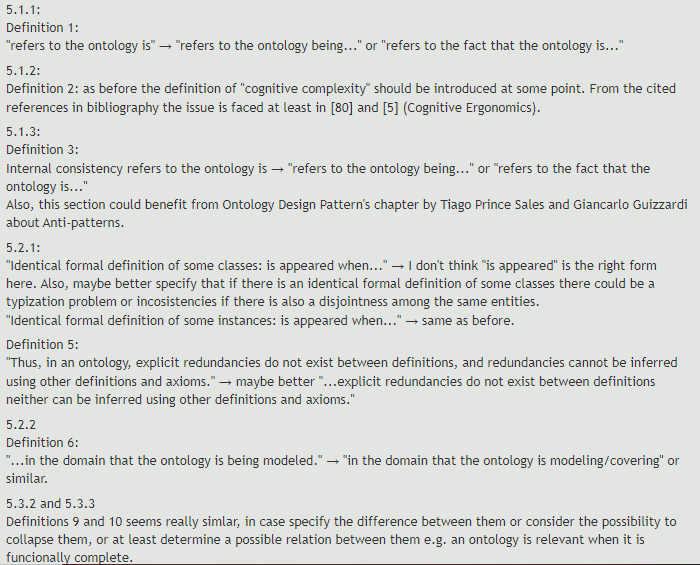 5.1.1:
Definition 1:
"refers to the ontology is" → "refers to the ontology being..." or "refers to the fact that the ontology is..."
5.1.2:
Definition 2: as before the definition of "cognitive complexity" should be introduced at some point. From the cited
references in bibliography the issue is faced at least in [80] and [5] (Cognitive Ergonomics).
5.1.3:
Definition 3:
Internal consistency refers to the ontology is → "refers to the ontology being..." or "refers to the fact that the
ontology is..."
Also, this section could benefit from Ontology Design Pattern's chapter by Tiago Prince Sales and Giancarlo Guizzardi
about Anti-patterns.
5.2.1:
"Identical formal definition of some classes: is appeared when..." → I don't think "is appeared" is the right form
here. Also, maybe better specify that if there is an identical formal definition of some classes there could be a
typization problem or incosistencies if there is also a disjointness among the same entities.
"Identical formal definition of some instances: is appeared when..." → same as before.
Definition 5:
"Thus, in an ontology, explicit redundancies do not exist between definitions, and redundancies cannot be inferred
using other definitions and axioms." → maybe better "...explicit redundancies do not exist between definitions
neither can be inferred using other definitions and axioms."
5.2.2
Definition 6:
"...in the domain that the ontology is being modeled." → "in the domain that the ontology is modeling/covering" or
similar.
5.3.2 and 5.3.3
Definitions 9 and 10 seems really simlar, in case specify the difference between them or consider the possibility to
collapse them, or at least determine a possible relation between them e.g. an ontology is relevant when it is
funcionally complete.